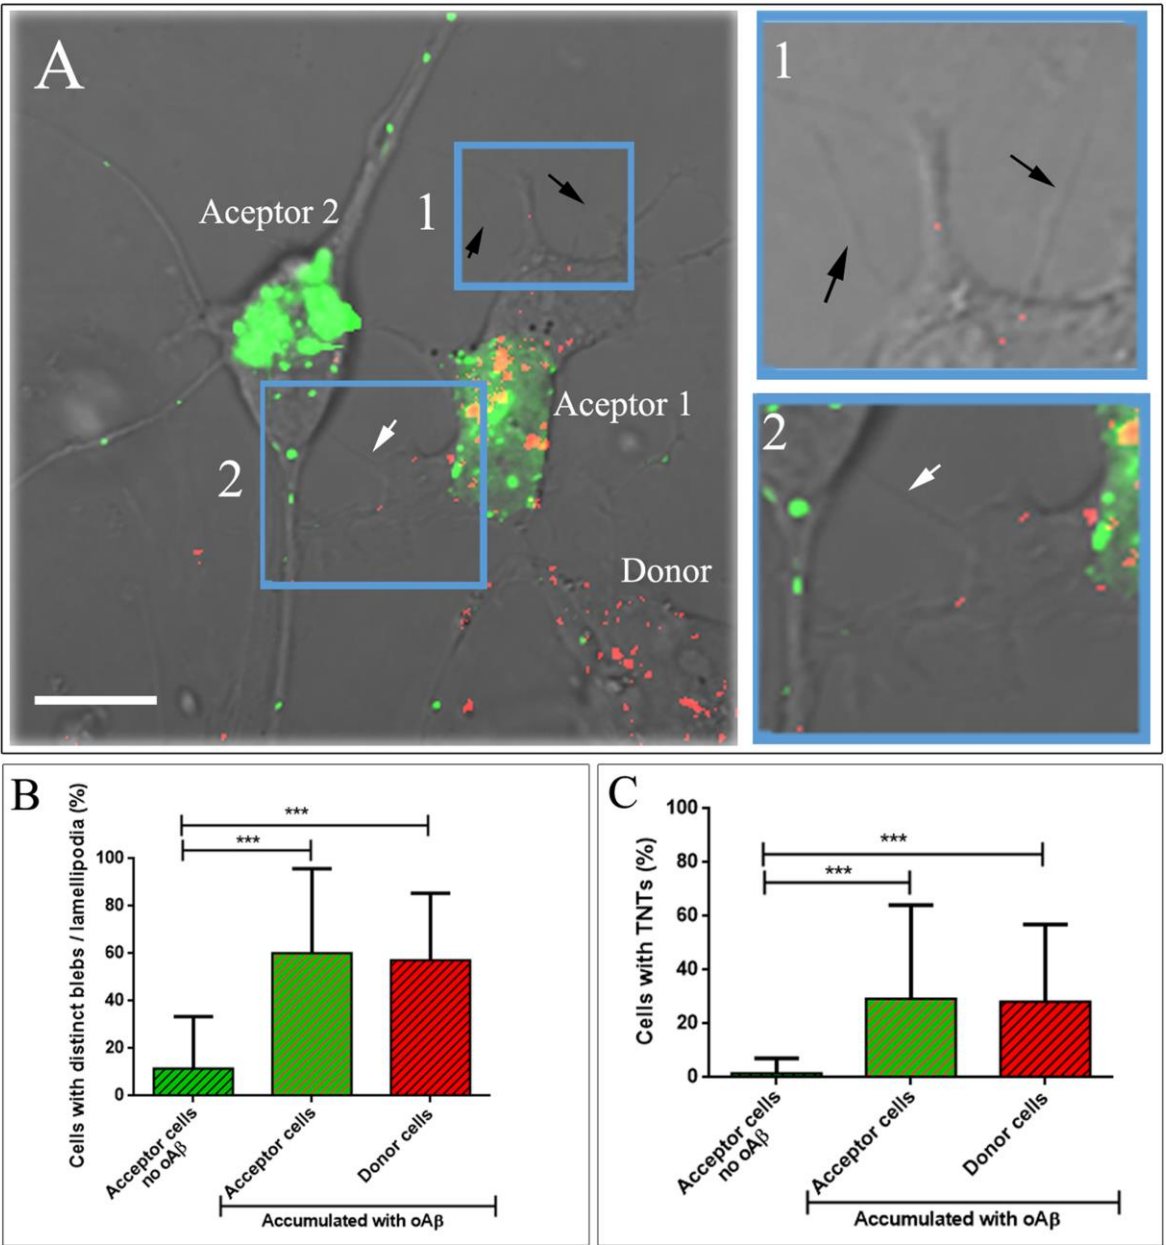 A
Aceptor 2
1
Aceptor 1
2
Donor
1
2
B
Cells with distinct blebs / lamellipodia (%)
100
80
60
40
20
0
***
***
Acceptor cells
no oAβ
Acceptor cells
Donor cells
Accumulated with oAβ
C
Cells with TNTs (%)
100
80
60
40
20
0
***
***
Acceptor cells
no oAβ
Acceptor cells
Donor cells
Accumulated with oAβ